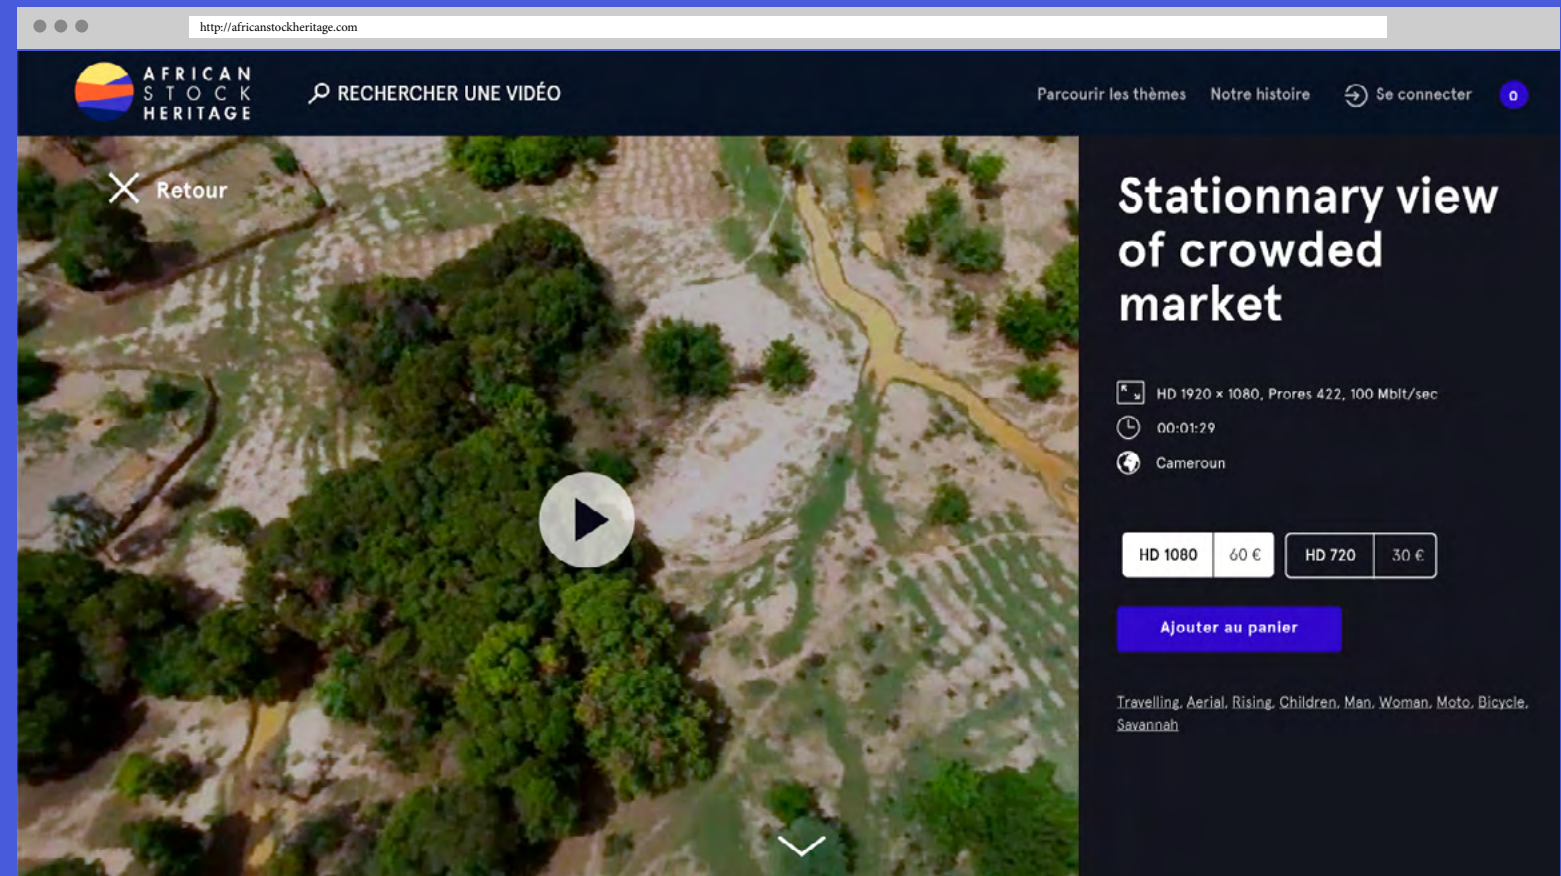 http://africanstockheritage.com
AFRICAN
STOCK
HERITAGE
RECHERCHER UNE VIDÉO
Parcourir les thèmes
Notre histoire
Se connecter
0
Retour
Stationnary view
of crowded
market
HD 1920 × 1080, Prores 422, 100 Mblt/sec
00:01:29
Cameroun
HD 1080 60 €
HD 720 30 €
Ajouter au panier
Travelling, Aerial, Rising, Children, Man, Woman, Moto, Bicycle,
Savannah